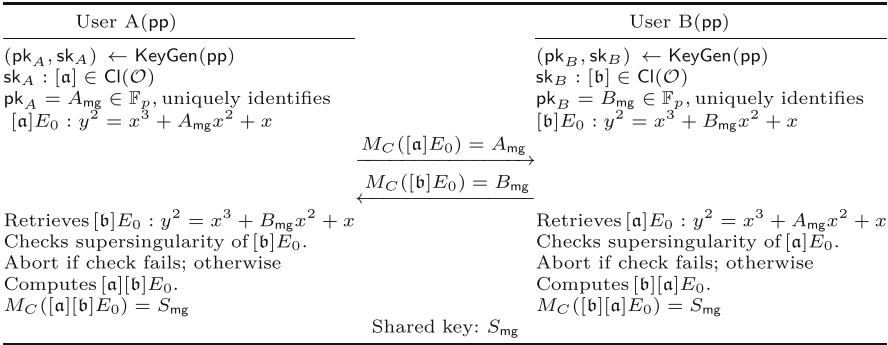 User A(pp)
(pk_A, sk_A) ← KeyGen(pp)
sk_A : [𝔞] ∈ Cl(𝒪)
pk_A = A_mg ∈ 𝔽_p, uniquely identifies
[𝔞]E_0 : y^2 = x^3 + A_mg x^2 + x
User B(pp)
(pk_B, sk_B) ← KeyGen(pp)
sk_B : [𝔟] ∈ Cl(𝒪)
pk_B = B_mg ∈ 𝔽_p, uniquely identifies
[𝔟]E_0 : y^2 = x^3 + B_mg x^2 + x
M_C([𝔞]E_0) = A_mg
M_C([𝔟]E_0) = B_mg
Retrieves [𝔟]E_0 : y^2 = x^3 + B_mg x^2 + x
Checks supersingularity of [𝔟]E_0.
Abort if check fails; otherwise
Computes [𝔞][𝔟]E_0.
M_C([𝔞][𝔟]E_0) = S_mg
Retrieves [𝔞]E_0 : y^2 = x^3 + A_mg x^2 + x
Checks supersingularity of [𝔞]E_0.
Abort if check fails; otherwise
Computes [𝔟][𝔞]E_0.
M_C([𝔟][𝔞]E_0) = S_mg
Shared key: S_mg